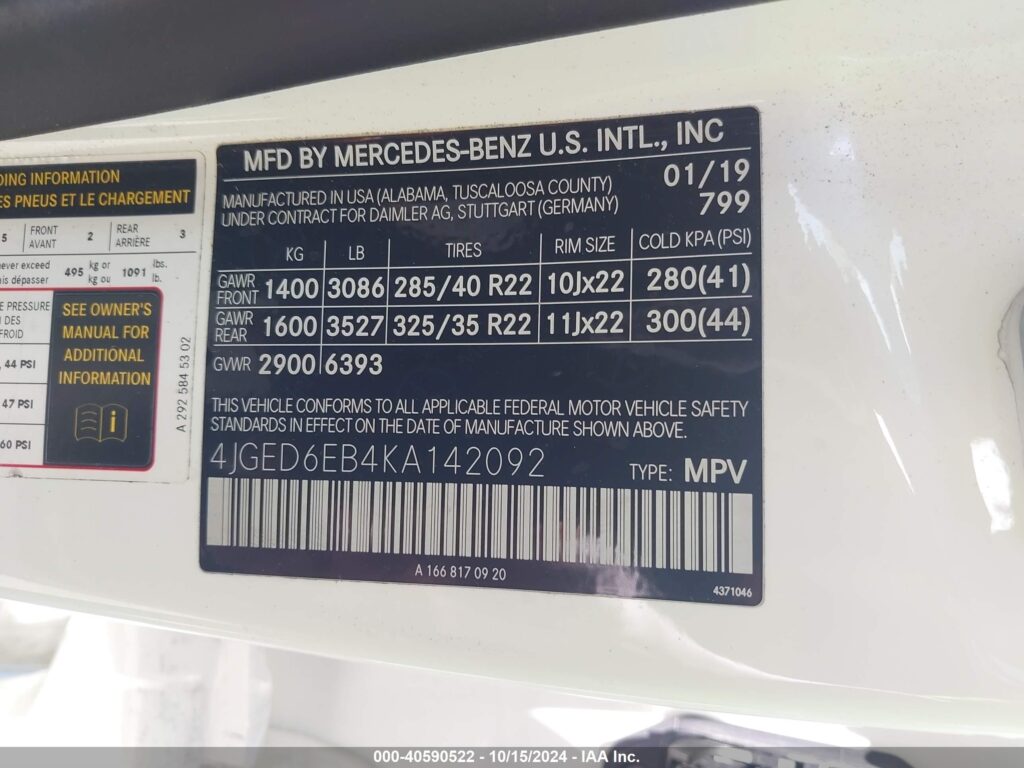 DING INFORMATION
ES PNEUS ET LE CHARGEMENT
5 FRONT AVANT 2 REAR ARRIÈRE 3
never exceed 495 kg or 1091 lbs.
is dépasser kg ou lb.
E PRESSURE
DES
FROID
, 44 PSI
47 PSI
60 PSI
SEE OWNER'S
MANUAL FOR
ADDITIONAL
INFORMATION
i
A 292 584 53 02
MFD BY MERCEDES-BENZ U.S. INTL., INC
MANUFACTURED IN USA (ALABAMA, TUSCALOOSA COUNTY) 01/19
UNDER CONTRACT FOR DAIMLER AG, STUTTGART (GERMANY) 799
KG LB TIRES RIM SIZE COLD KPA (PSI)
GAWR FRONT 1400 3086 285/40 R22 10Jx22 280(41)
GAWR REAR 1600 3527 325/35 R22 11Jx22 300(44)
GVWR 2900 6393
THIS VEHICLE CONFORMS TO ALL APPLICABLE FEDERAL MOTOR VEHICLE SAFETY
STANDARDS IN EFFECT ON THE DATE OF MANUFACTURE SHOWN ABOVE.
4JGED6EB4KA142092 TYPE: MPV
A 166 817 09 20
4371046
000-40590522 - 10/15/2024 - IAA Inc.